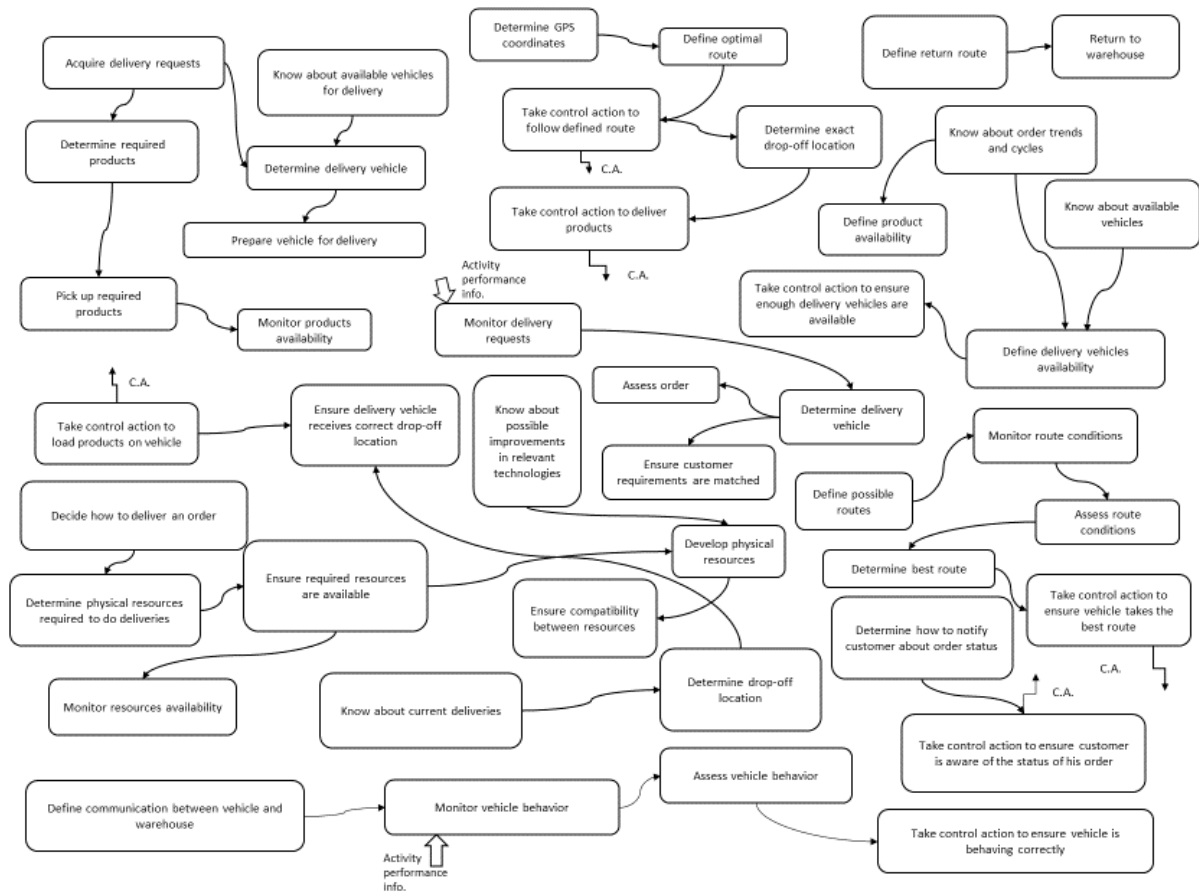 Determine GPS
coordinates
Define optimal
route
Define return route
Return to
warehouse
Acquire delivery requests
Know about available
vehicles for delivery
Take control action to
follow defined route
Determine exact
drop-off location
Know about order trends
and cycles
Determine required
products
Determine delivery vehicle
C.A.
Take control action to deliver
products
Define product
availability
Know about available
vehicles
Prepare vehicle for delivery
C.A.
Activity
performance
info.
Pick up required
products
Monitor products
availability
Monitor delivery
requests
Take control action to ensure
enough delivery vehicles are
available
Define delivery vehicles
availability
C.A.
Take control action to
load products on vehicle
Ensure delivery vehicle
receives correct drop-off
location
Know about
possible
improvements
in relevant
technologies
Assess order
Determine delivery
vehicle
Ensure customer
requirements are matched
Monitor route conditions
Define possible
routes
Assess route
conditions
Decide how to deliver an order
Develop physical
resources
Determine best route
Determine physical resources
required to do deliveries
Ensure required resources
are available
Ensure compatibility
between resources
Take control action to
ensure vehicle takes the
best route
Determine how to notify
customer about order status
C.A.
Monitor resources availability
Know about current deliveries
Determine drop-off
location
C.A.
Take control action to ensure customer
is aware of the status of his order
Define communication between vehicle and
warehouse
Monitor vehicle behavior
Assess vehicle behavior
Take control action to ensure vehicle is
behaving correctly
Activity
performance
info.